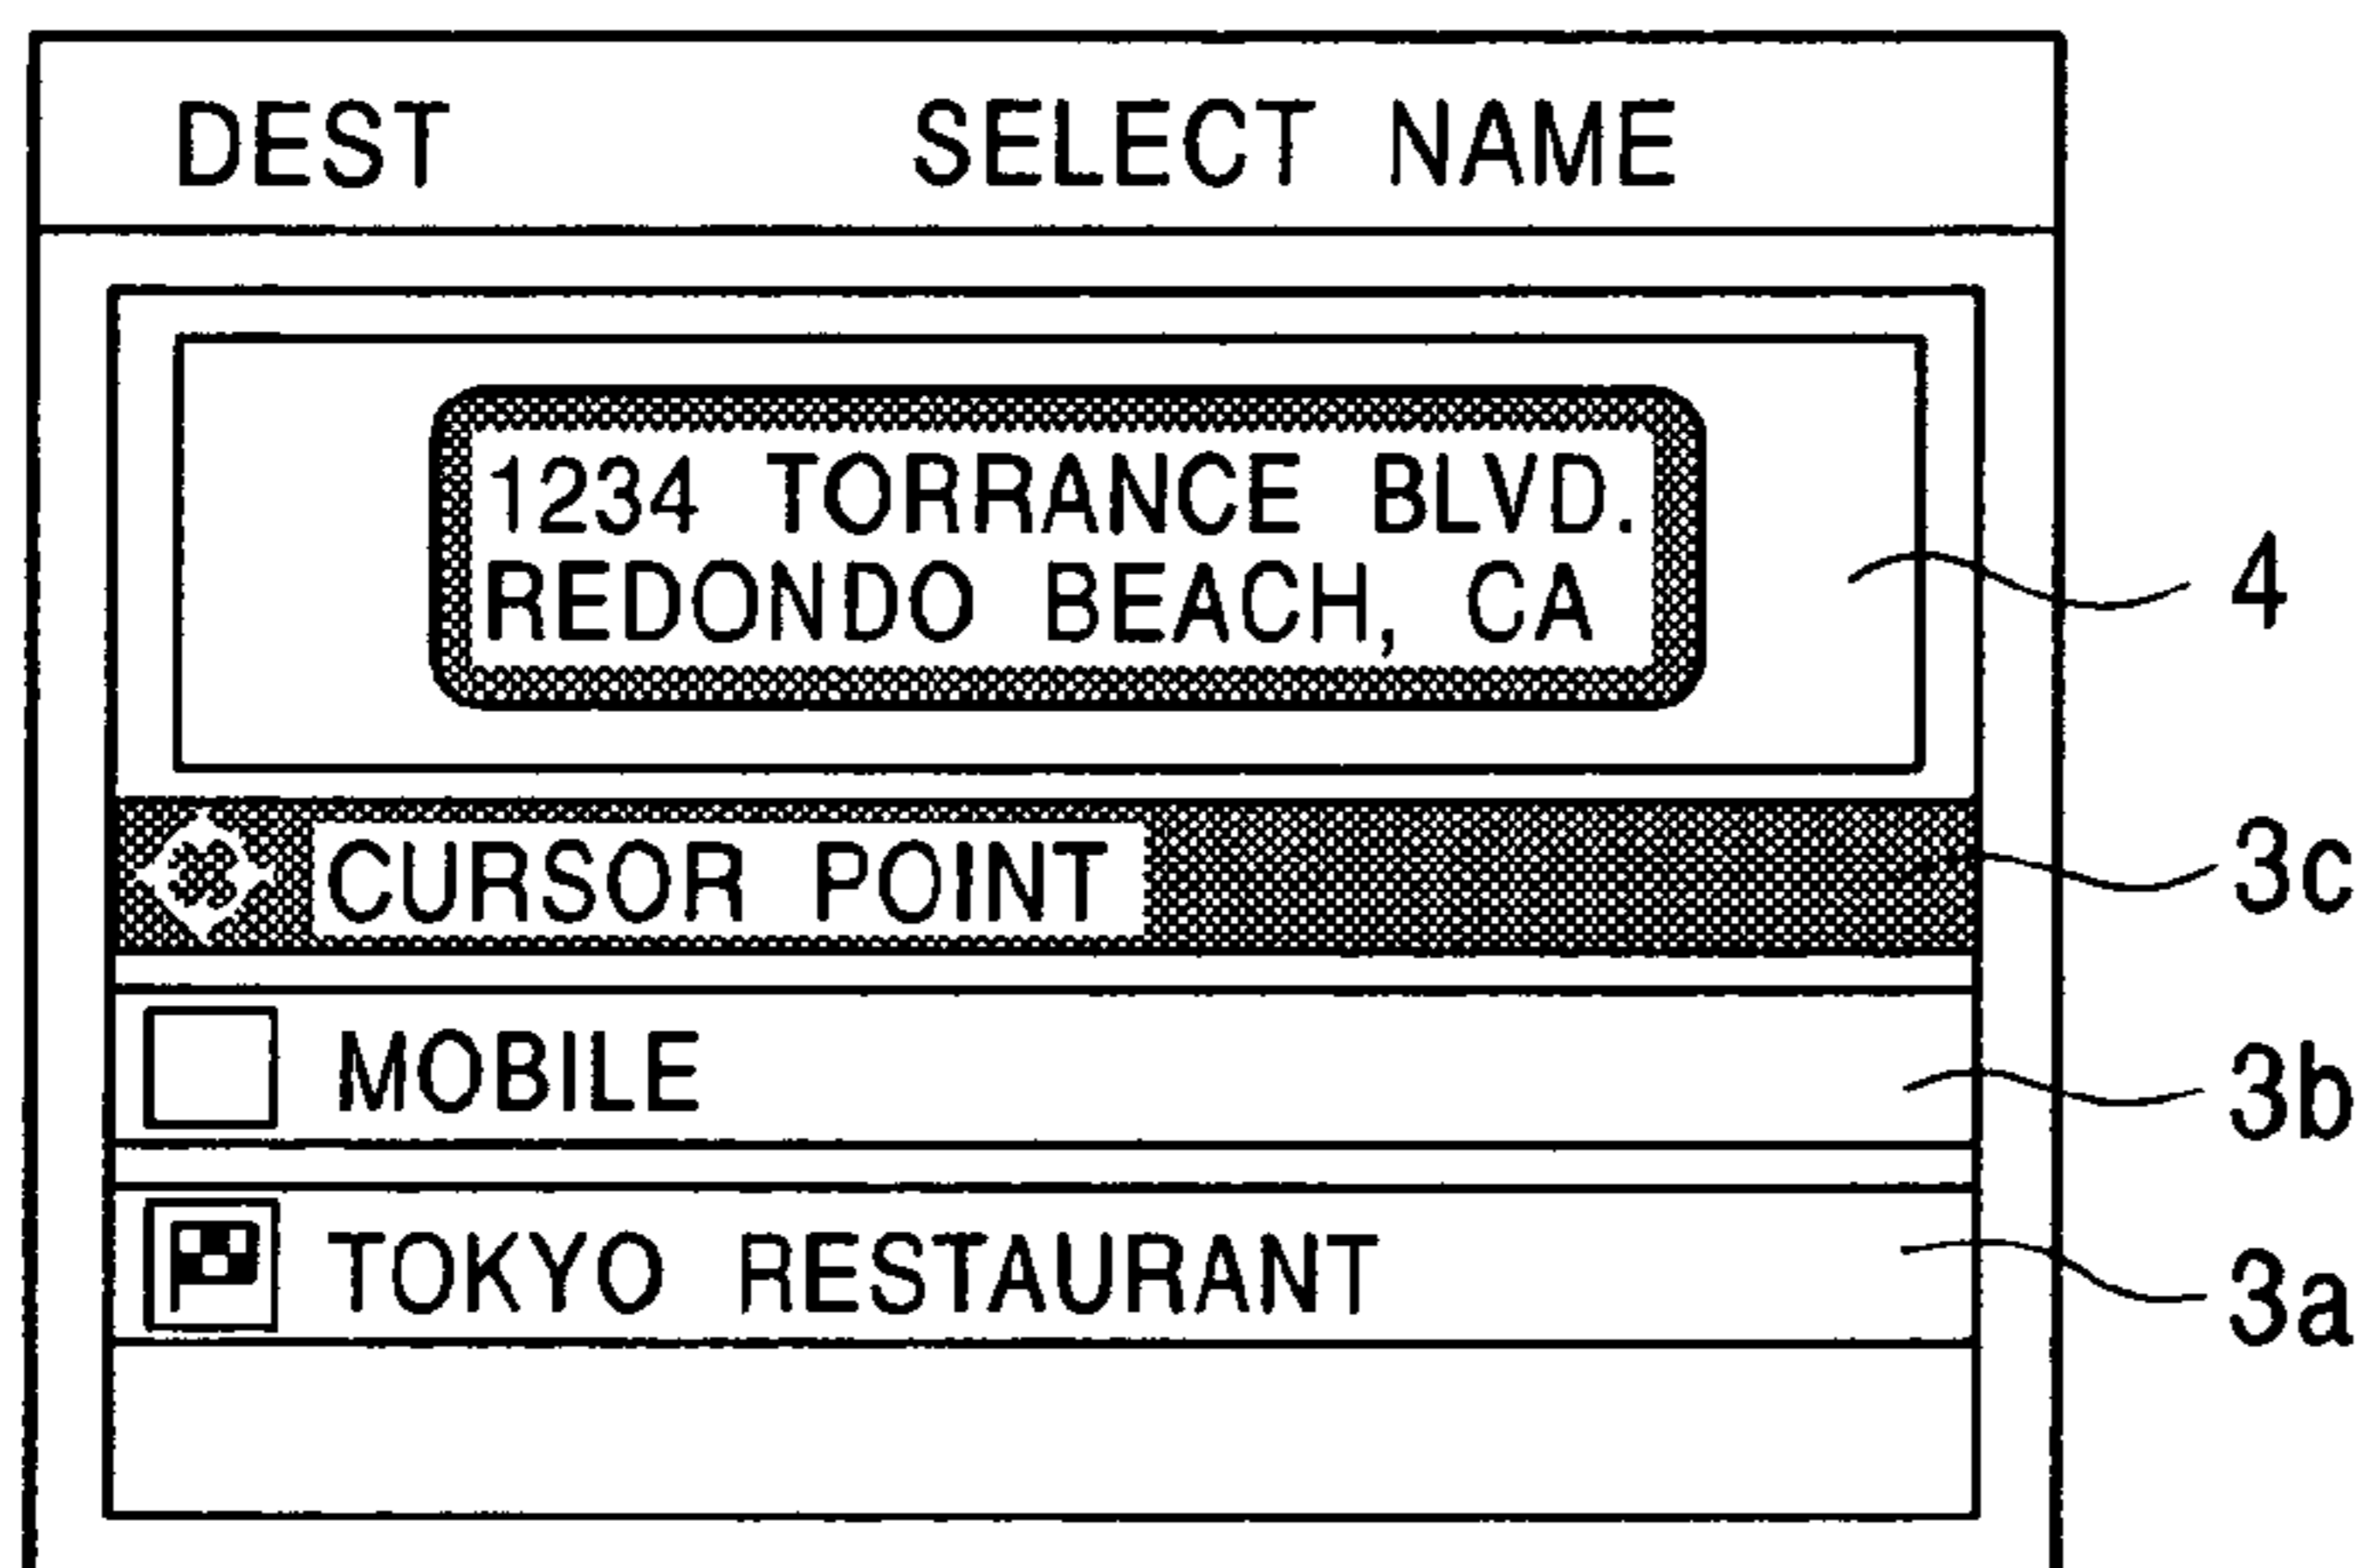 DEST SELECT NAME
1234 TORRANCE BLVD.
REDONDO BEACH, CA
4
CURSOR POINT 3c
MOBILE 3b
TOKYO RESTAURANT 3a